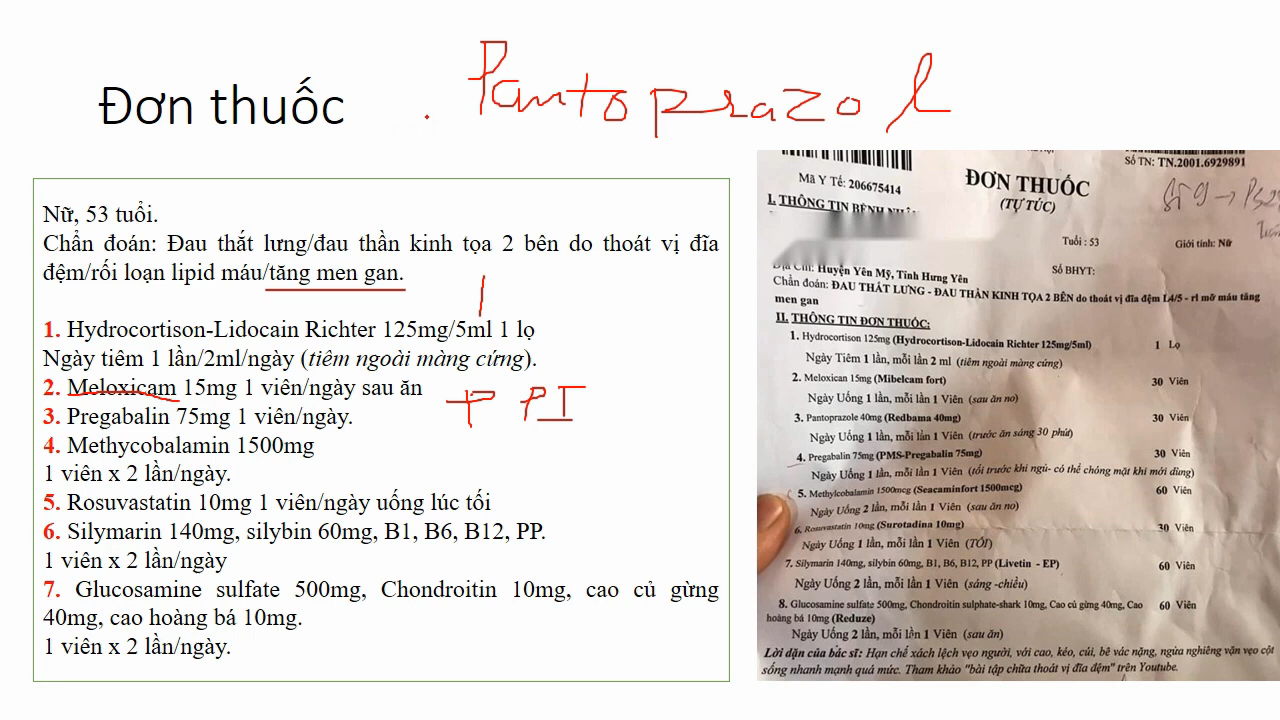 Đơn thuốc
. Pantoprazol
Nữ, 53 tuổi.
Chẩn đoán: Đau thắt lưng/đau thần kinh tọa 2 bên do thoát vị đĩa
đệm/rối loạn lipid máu/tăng men gan.
1. Hydrocortison-Lidocain Richter 125mg/5ml 1 lọ
Ngày tiêm 1 lần/2ml/ngày (tiêm ngoài màng cứng).
2. Meloxicam 15mg 1 viên/ngày sau ăn
+ PPI
3. Pregabalin 75mg 1 viên/ngày.
4. Methycobalamin 1500mg
1 viên x 2 lần/ngày.
5. Rosuvastatin 10mg 1 viên/ngày uống lúc tối
6. Silymarin 140mg, silybin 60mg, B1, B6, B12, PP.
1 viên x 2 lần/ngày
7. Glucosamine sulfate 500mg, Chondroitin 10mg, cao củ gừng
40mg, cao hoàng bá 10mg.
1 viên x 2 lần/ngày.
Số TN: TN.2001.6929891
Mã Y Tế: 206675414
ĐƠN THUỐC
(TỰ TÚC)
I. THÔNG TIN BỆNH NHÂN
Tuổi : 53
Giới tính: Nữ
Địa Chỉ: Huyện Yên Mỹ, Tỉnh Hưng Yên
Số BHYT:
Chẩn đoán: ĐAU THẮT LƯNG - ĐAU THẦN KINH TỌA 2 BÊN do thoát vị đĩa đệm L4/5 - rl mỡ máu tăng
men gan
II. THÔNG TIN ĐƠN THUỐC:
1. Hydrocortison 125mg (Hydrocortison-Lidocain Richter 125mg/5ml) 1 Lọ
Ngày Tiêm 1 lần, mỗi lần 2 ml (tiêm ngoài màng cứng)
2. Meloxican 15mg (Mibelcam fort) 30 Viên
Ngày Uống 1 lần, mỗi lần 1 Viên (sau ăn no)
3. Pantoprazole 40mg (Redbama 40mg) 30 Viên
Ngày Uống 1 lần, mỗi lần 1 Viên (trước ăn sáng 30 phút)
4. Pregabalin 75mg (PMS-Pregabalin 75mg) 30 Viên
Ngày Uống 1 lần, mỗi lần 1 Viên (tối trước khi ngủ- có thể chóng mặt khi mới dùng)
5. Methylcobalamin 1500mcg (Seacaminfort 1500mcg) 60 Viên
Ngày Uống 2 lần, mỗi lần 1 Viên (sau ăn no)
6. Rosuvastatin 10mg (Surotadina 10mg) 30 Viên
Ngày Uống 1 lần, mỗi lần 1 Viên (TỐI)
7. Silymarin 140mg, silybin 60mg, B1, B6, B12, PP (Livetin - EP) 60 Viên
Ngày Uống 2 lần, mỗi lần 1 Viên (sáng -chiều)
8. Glucosamine sulfate 500mg, Chondroitin sulphate-shark 10mg, Cao củ gừng 40mg, Cao 60 Viên
hoàng bá 10mg (Reduze)
Ngày Uống 2 lần, mỗi lần 1 Viên (sau ăn)
Lời dặn của bác sĩ: Hạn chế xách lệch vẹo người, với cao, kéo, cúi, bê vác nặng, ngửa nghiêng vặn vẹo cột
sống nhanh mạnh quá mức. Tham khảo "bài tập chữa thoát vị đĩa đệm" trên Youtube.